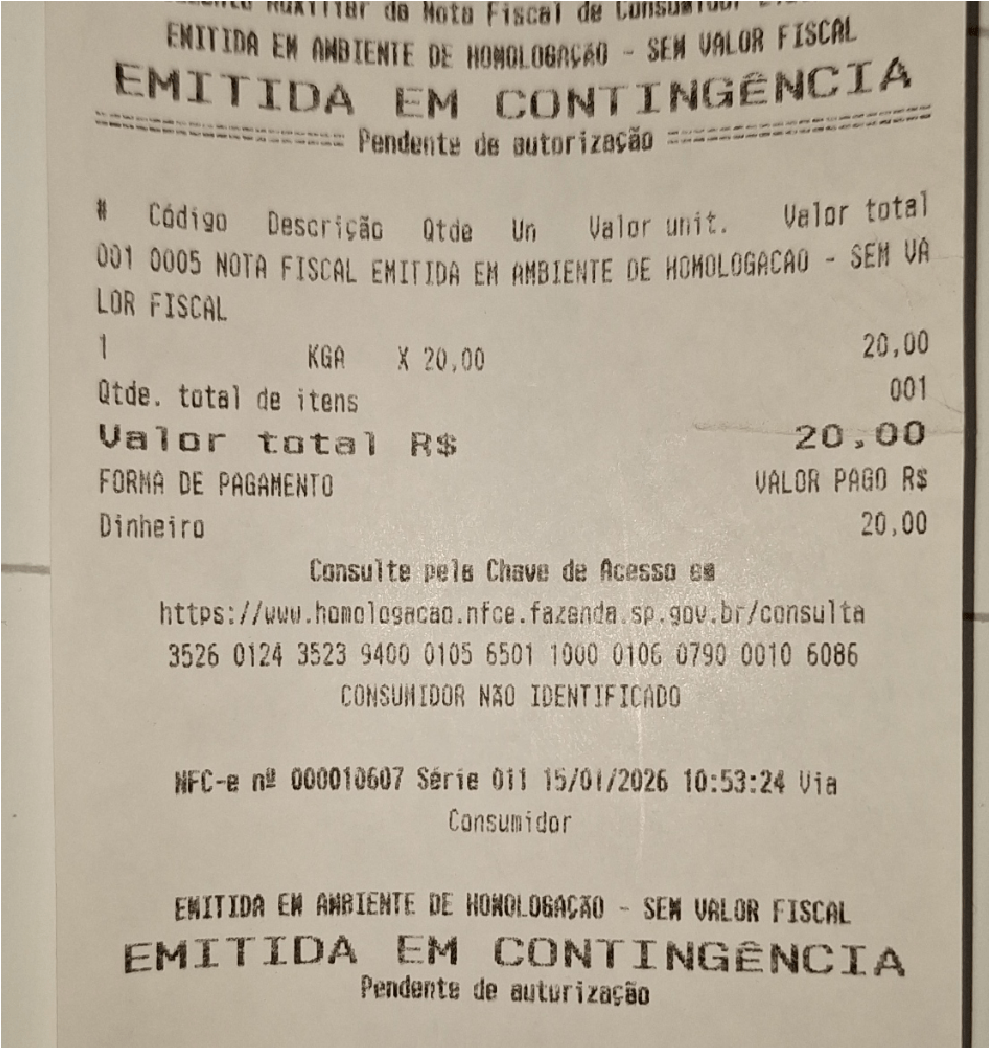 Auxiliar da Nota Fiscal de Consumidor
EMITIDA EM AMBIENTE DE HOMOLOGAÇÃO - SEM VALOR FISCAL
EMITIDA EM CONTINGÊNCIA
==================== Pendente de autorização ====================
# Código Descrição Qtde Un Valor unit. Valor total
001 0005 NOTA FISCAL EMITIDA EM AMBIENTE DE HOMOLOGACAO - SEM VA
LOR FISCAL
1 KGA X 20,00 20,00
Qtde. total de itens 001
Valor total R$ 20,00
FORMA DE PAGAMENTO VALOR PAGO R$
Dinheiro 20,00
Consulte pela Chave de Acesso em
https://www.homologacao.nfce.fazenda.sp.gov.br/consulta
3526 0124 3523 9400 0105 6501 1000 0106 0790 0010 6086
CONSUMIDOR NÃO IDENTIFICADO
NFC-e nº 000010607 Série 011 15/01/2026 10:53:24 Via
Consumidor
EMITIDA EM AMBIENTE DE HOMOLOGAÇÃO - SEM VALOR FISCAL
EMITIDA EM CONTINGÊNCIA
Pendente de autorização